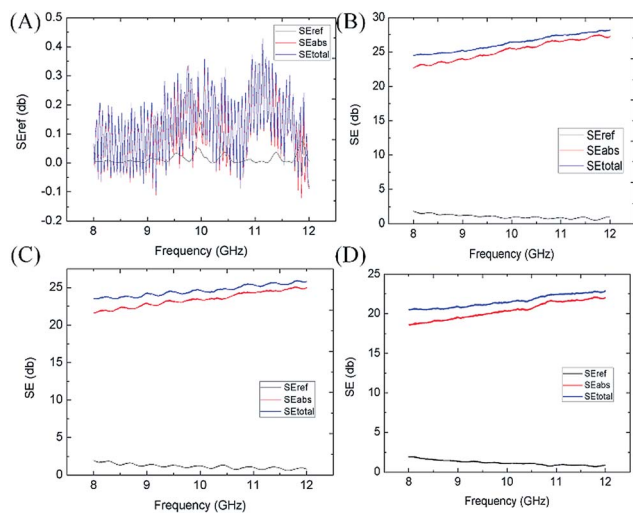 (A)
SEref
SEabs
SEtotal
SEref (db)
0.5
0.4
0.3
0.2
0.1
0.0
-0.1
-0.2
8 9 10 11 12
Frequency (GHz)
(B)
SEref
SEabs
SEtotal
SE (db)
30
25
20
15
10
5
0
8 9 10 11 12
Frequency (GHz)
(C)
SEref
SEabs
SEtotal
SE (db)
25
20
15
10
5
0
8 9 10 11 12
Frequency (GHz)
(D)
SEref
SEabs
SEtotal
SE (db)
25
20
15
10
5
0
8 9 10 11 12
Frequency (GHz)